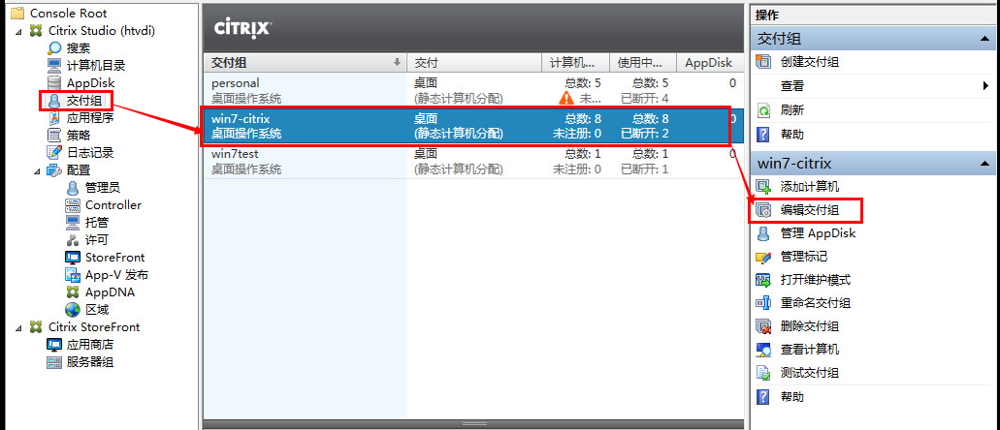 Console Root
Citrix Studio (htvdi)
搜索
计算机目录
AppDisk
交付组
应用程序
策略
日志记录
配置
管理员
Controller
托管
许可
StoreFront
App-V 发布
AppDNA
区域
Citrix StoreFront
应用商店
服务器组
CİTRIX
交付组 交付 计算机... 使用中... AppDisk
personal 桌面 总数: 5 总数: 5 0
桌面操作系统 (静态计算机分配) 未... 已断开: 4
win7-citrix 桌面 总数: 8 总数: 8 0
桌面操作系统 (静态计算机分配) 未注册: 0 已断开: 2
win7test 桌面 总数: 1 总数: 1 0
桌面操作系统 (静态计算机分配) 未注册: 0 已断开: 1
操作
交付组
创建交付组
查看
刷新
帮助
win7-citrix
添加计算机
编辑交付组
管理 AppDisk
管理标记
打开维护模式
重命名交付组
删除交付组
查看计算机
测试交付组
帮助